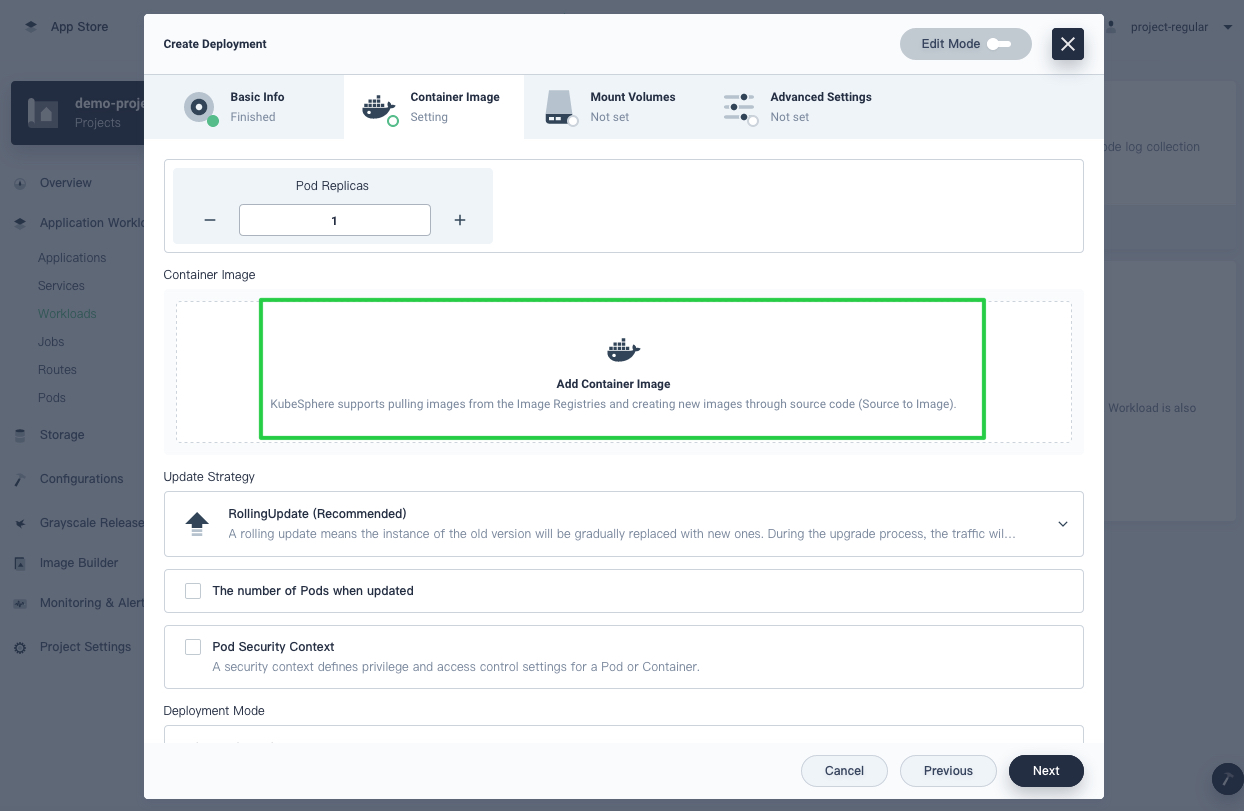 App Store
project-regular
Create Deployment
Edit Mode
demo-proje
Projects
Basic Info
Finished
Container Image
Setting
Mount Volumes
Not set
Advanced Settings
Not set
ode log collection
Overview
Application Worklo
Applications
Services
Workloads
Jobs
Routes
Pods
Storage
Configurations
Grayscale Release
Image Builder
Monitoring & Alert
Project Settings
Pod Replicas
1
Container Image
Add Container Image
KubeSphere supports pulling images from the Image Registries and creating new images through source code (Source to Image).
Workload is also
Update Strategy
RollingUpdate (Recommended)
A rolling update means the instance of the old version will be gradually replaced with new ones. During the upgrade process, the traffic wil...
The number of Pods when updated
Pod Security Context
A security context defines privilege and access control settings for a Pod or Container.
Deployment Mode
Cancel
Previous
Next